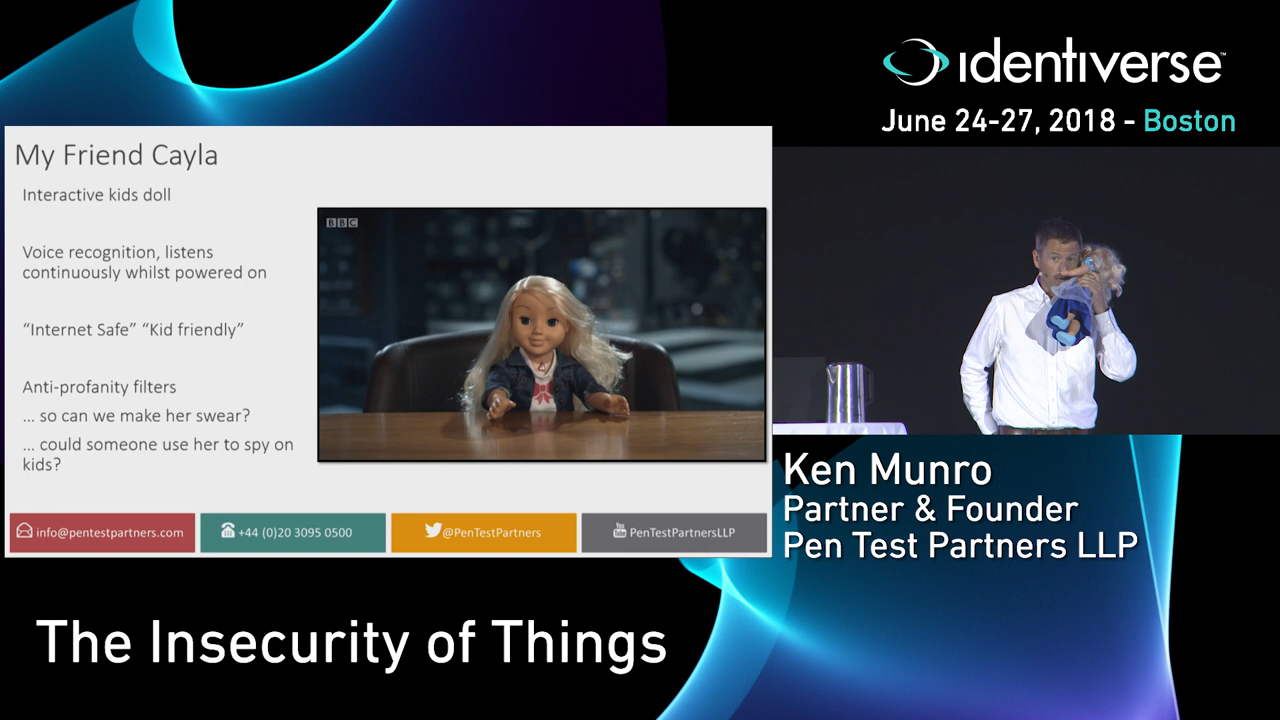 identiverse™
June 24-27, 2018 - Boston
My Friend Cayla
Interactive kids doll
Voice recognition, listens
continuously whilst powered on
“Internet Safe” “Kid friendly”
Anti-profanity filters
... so can we make her swear?
... could someone use her to spy on
kids?
BBC
info@pentestpartners.com
+44 (0)20 3095 0500
@PenTestPartners
You Tube
PenTestPartnersLLP
Ken Munro
Partner & Founder
Pen Test Partners LLP
The Insecurity of Things